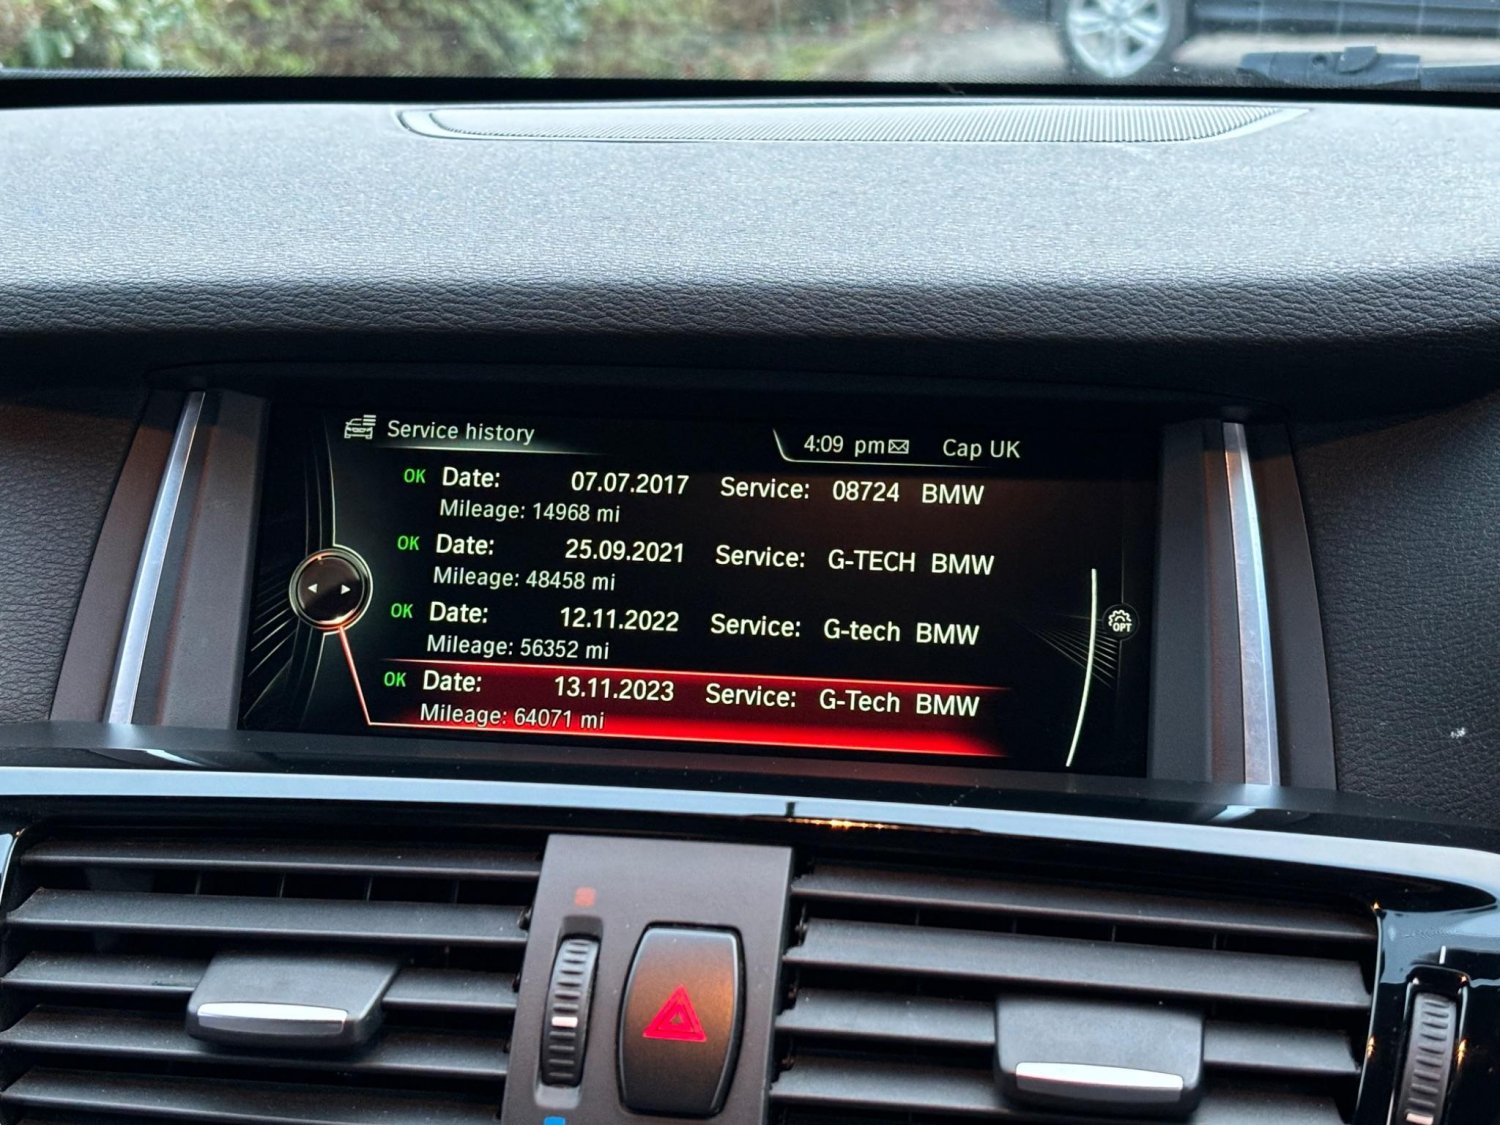 Service history
4:09 pm Cap UK
OK Date: 07.07.2017 Service: 08724 BMW
Mileage: 14968 mi
OK Date: 25.09.2021 Service: G-TECH BMW
Mileage: 48458 mi
OK Date: 12.11.2022 Service: G-tech BMW
Mileage: 56352 mi
OK Date: 13.11.2023 Service: G-Tech BMW
Mileage: 64071 mi
OPT